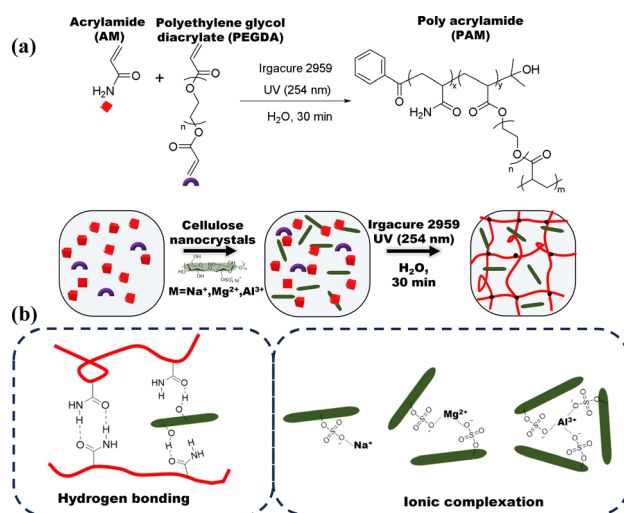 (a)
Acrylamide
(AM)
Polyethylene glycol
diacrylate (PEGDA)
Poly acrylamide
(PAM)
O
H₂N
+
O
O
n
O
O
Irgacure 2959
UV (254 nm)
H₂O, 30 min
O
x
y
OH
H₂N
O
O
O
n
O
O
m
Cellulose
nanocrystals
M=Na⁺,Mg²⁺,Al³⁺
Irgacure 2959
UV (254 nm)
H₂O,
30 min
(b)
Hydrogen bonding
Na⁺
Mg²⁺
Al³⁺
Ionic complexation